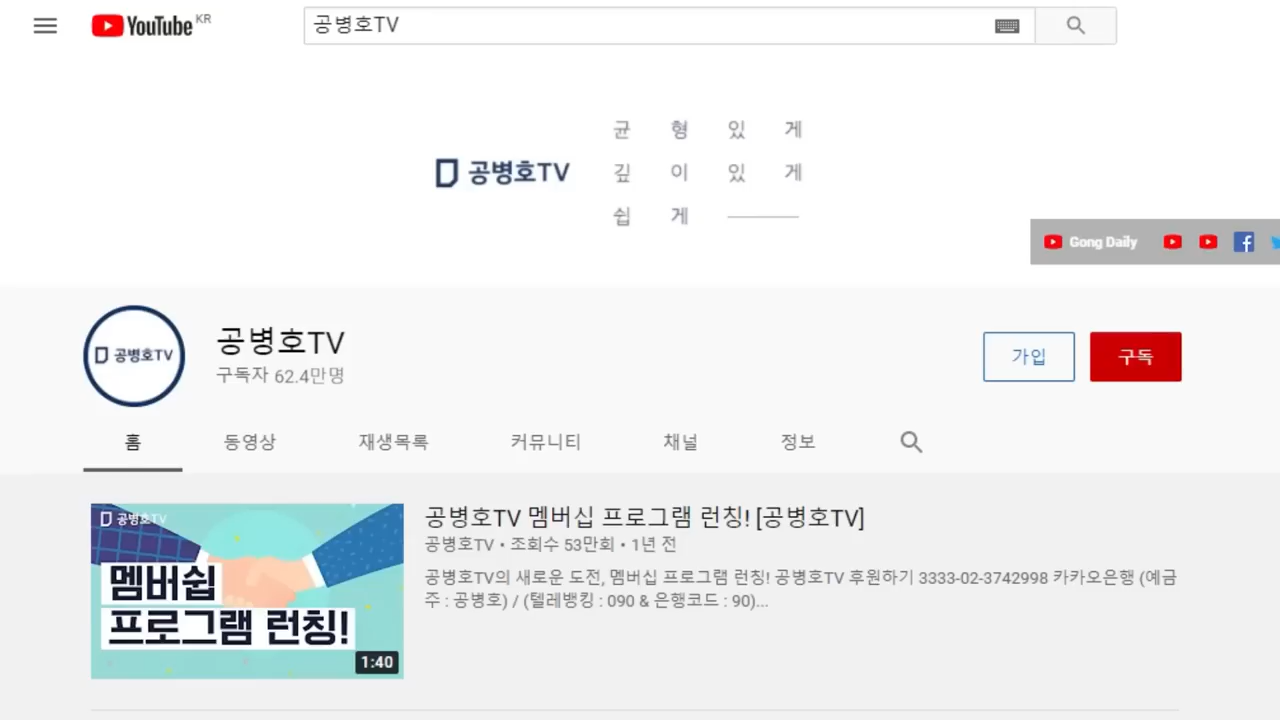 YouTube KR
공병호TV
균형있게
공병호TV
깊이있게
쉽게
Gong Daily
공병호TV
공병호TV
구독자 62.4만명
가입
구독
홈
동영상
재생목록
커뮤니티
채널
정보
공병호TV
멤버쉽
프로그램 런칭!
1:40
공병호TV 멤버십 프로그램 런칭! [공병호TV]
공병호TV • 조회수 53만회 • 1년 전
공병호TV의 새로운 도전, 멤버십 프로그램 런칭! 공병호TV 후원하기 3333-02-3742998 카카오은행 (예금
주 : 공병호) / (텔레뱅킹 : 090 & 은행코드 : 90)...